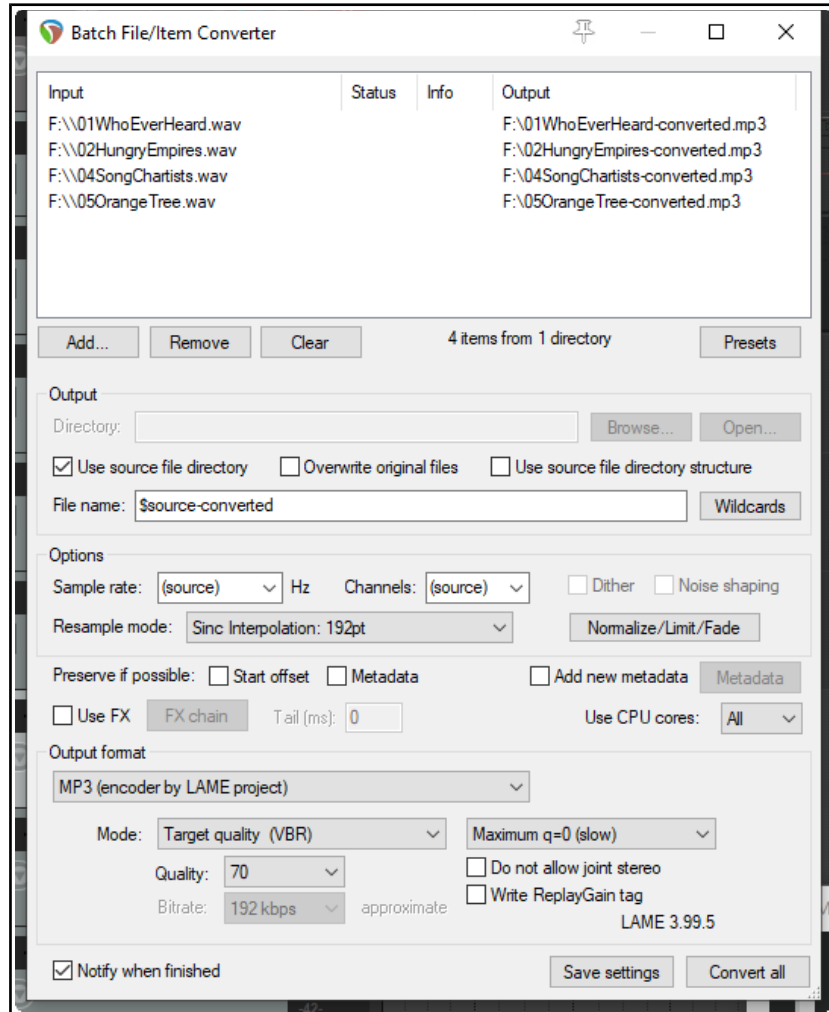 Batch File/Item Converter
Input Status Info Output
F:\\01WhoEverHeard.wav F:\01WhoEverHeard-converted.mp3
F:\\02HungryEmpires.wav F:\02HungryEmpires-converted.mp3
F:\\04SongChartists.wav F:\04SongChartists-converted.mp3
F:\\05OrangeTree.wav F:\05OrangeTree-converted.mp3
Add... Remove Clear 4 items from 1 directory Presets
Output
Directory: Browse... Open...
Use source file directory Overwrite original files Use source file directory structure
File name: $source-converted Wildcards
Options
Sample rate: (source) Hz Channels: (source) Dither Noise shaping
Resample mode: Sinc Interpolation: 192pt Normalize/Limit/Fade
Preserve if possible: Start offset Metadata Add new metadata Metadata
Use FX FX chain Tail (ms): 0 Use CPU cores: All
Output format
MP3 (encoder by LAME project)
Mode: Target quality (VBR) Maximum q=0 (slow)
Quality: 70 Do not allow joint stereo
Bitrate: 192 kbps approximate Write ReplayGain tag
LAME 3.99.5
Notify when finished Save settings Convert all
-42-